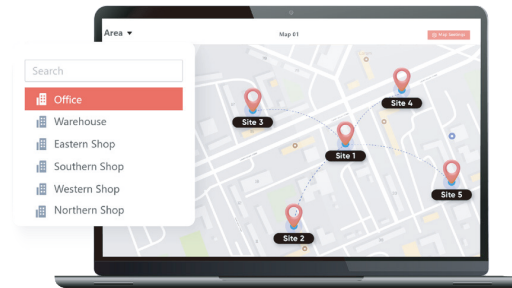 Area
Map 01
Search
Office
Warehouse
Eastern Shop
Southern Shop
Western Shop
Northern Shop
Site 3
Site 4
Site 1
Site 5
Site 2